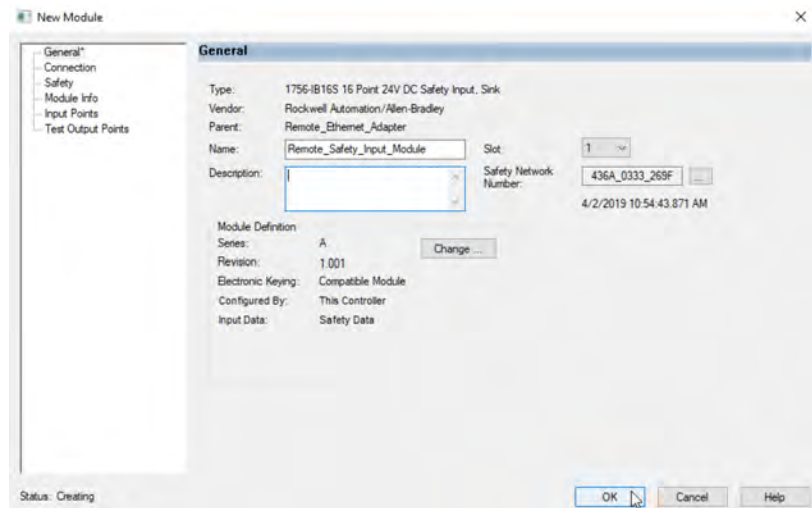 New Module
General*
Connection
Safety
Module Info
Input Points
Test Output Points
General
Type: 1756-IB16S 16 Point 24V DC Safety Input, Sink
Vendor: Rockwell Automation/Allen-Bradley
Parent: Remote_Ethernet_Adapter
Name: Remote_Safety_Input_Module Slot: 1
Description: Safety Network Number: 436A_0333_269F ...
4/2/2019 10:54:43.871 AM
Module Definition
Series: A Change ...
Revision: 1.001
Electronic Keying: Compatible Module
Configured By: This Controller
Input Data: Safety Data
Status: Creating OK Cancel Help